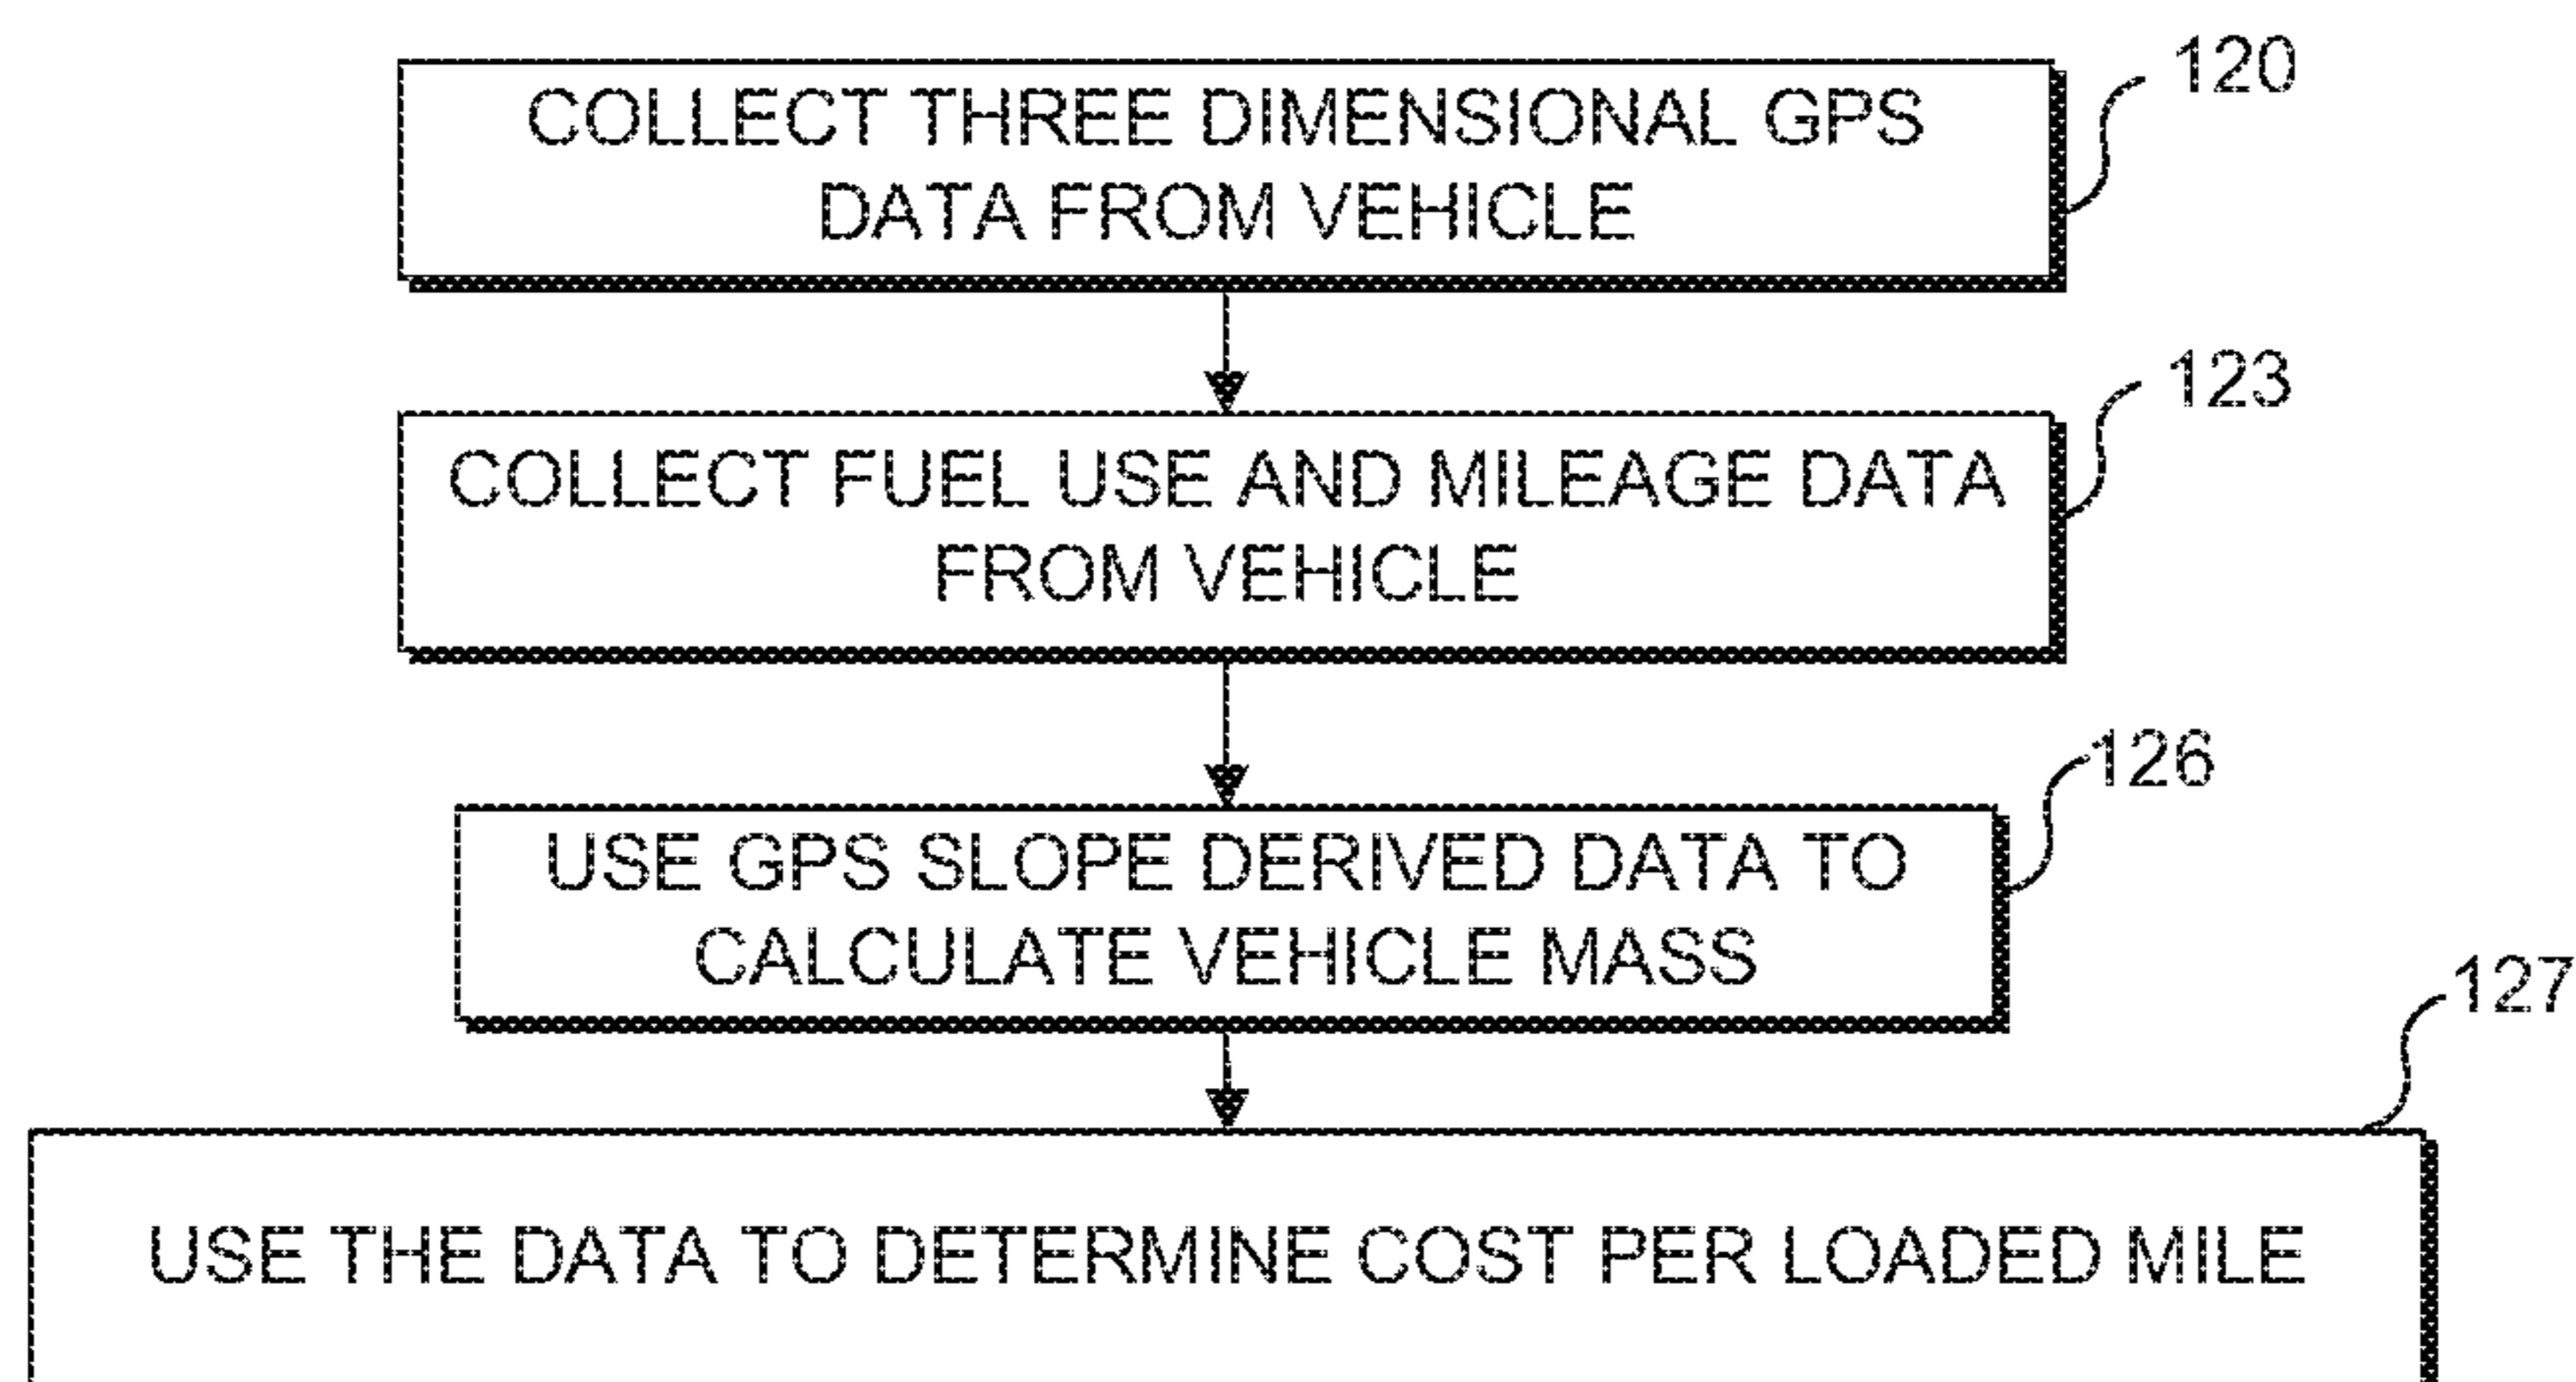 COLLECT THREE DIMENSIONAL GPS
DATA FROM VEHICLE
120
COLLECT FUEL USE AND MILEAGE DATA
FROM VEHICLE
123
USE GPS SLOPE DERIVED DATA TO
CALCULATE VEHICLE MASS
126
USE THE DATA TO DETERMINE COST PER LOADED MILE
127